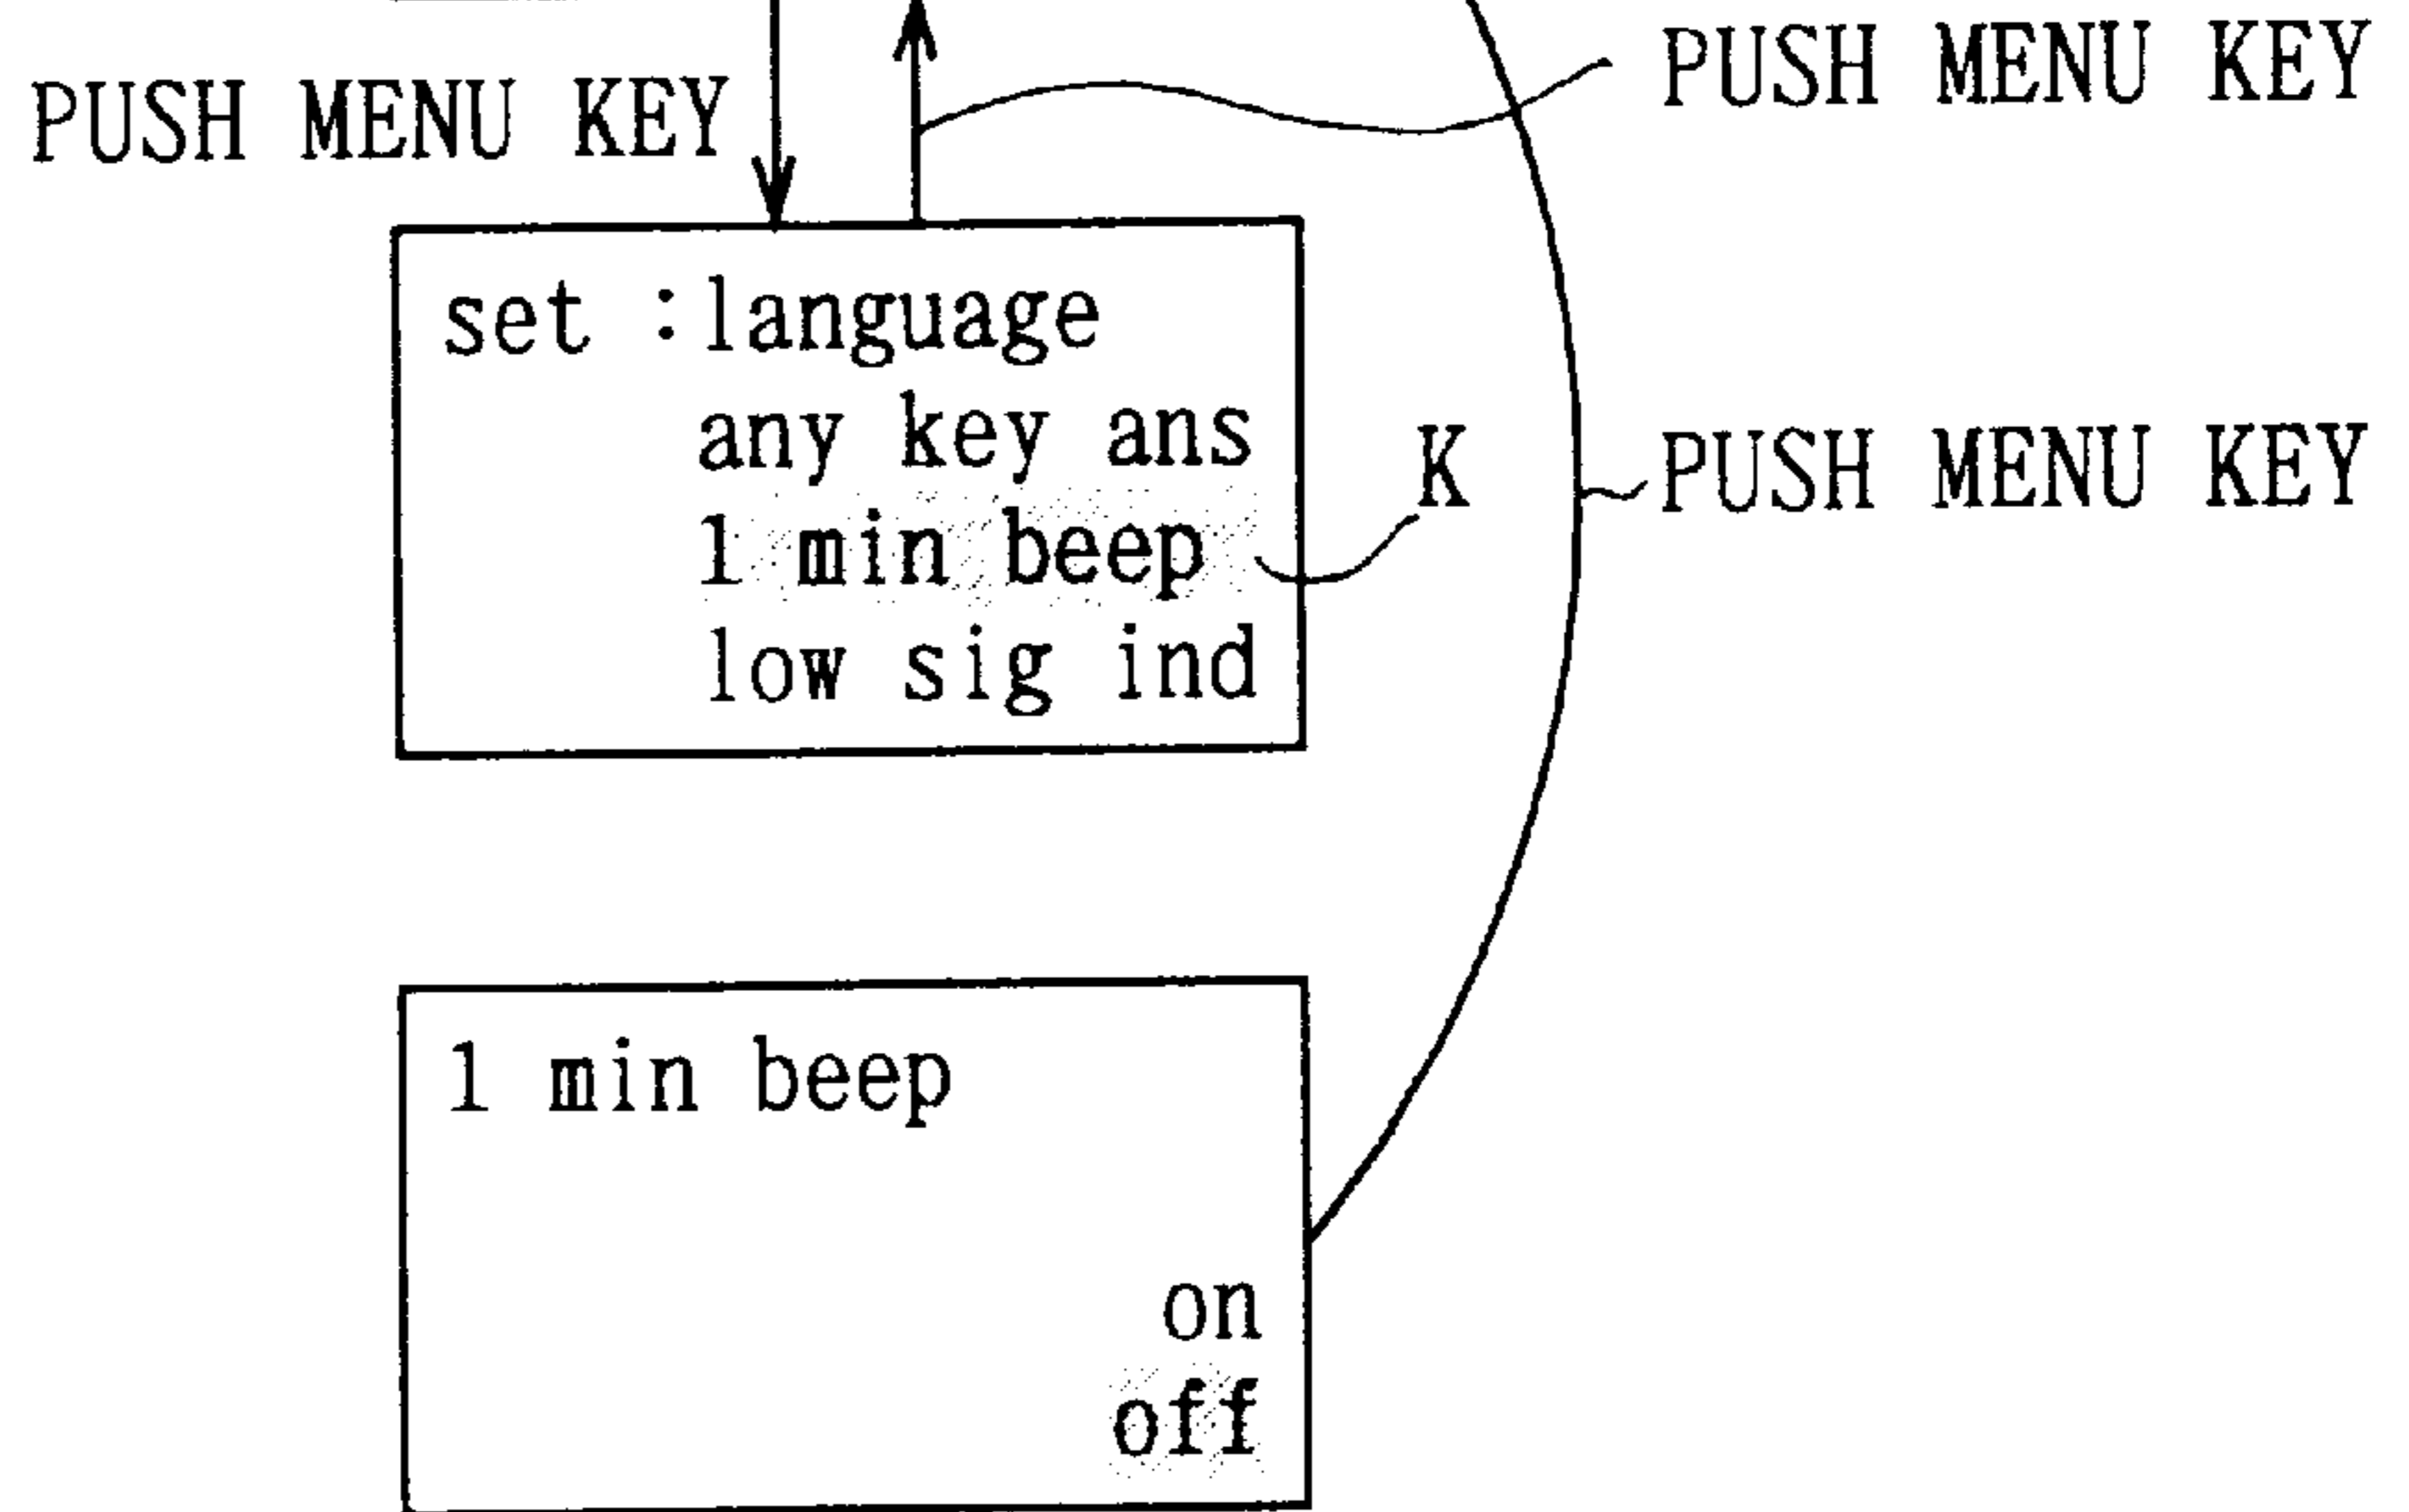 PUSH MENU KEY
PUSH MENU KEY
set :language
any key ans
1 min beep
low sig ind
K
PUSH MENU KEY
1 min beep
on
off